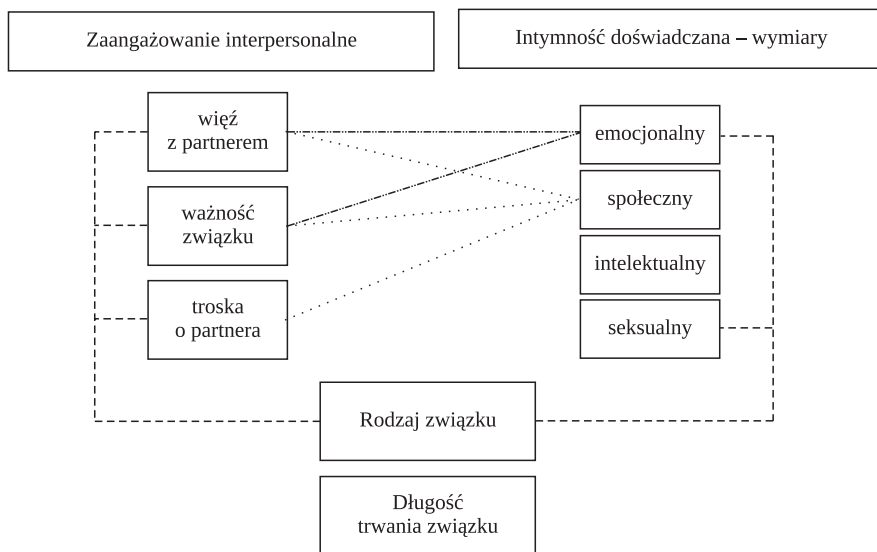 Zaangażowanie interpersonalne
Intymność doświadczana – wymiary
więź
z partnerem
ważność
związku
troska
o partnera
emocjonalny
społeczny
intelektualny
seksualny
Rodzaj związku
Długość
trwania związku